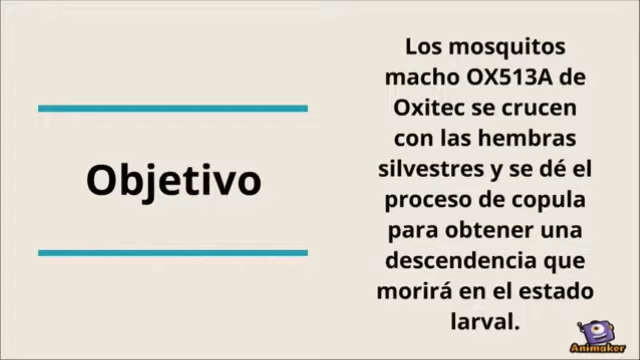 Objetivo
Los mosquitos
macho OX513A de
Oxitec se crucen
con las hembras
silvestres y se dé el
proceso de copula
para obtener una
descendencia que
morirá en el estado
larval.
Animaker